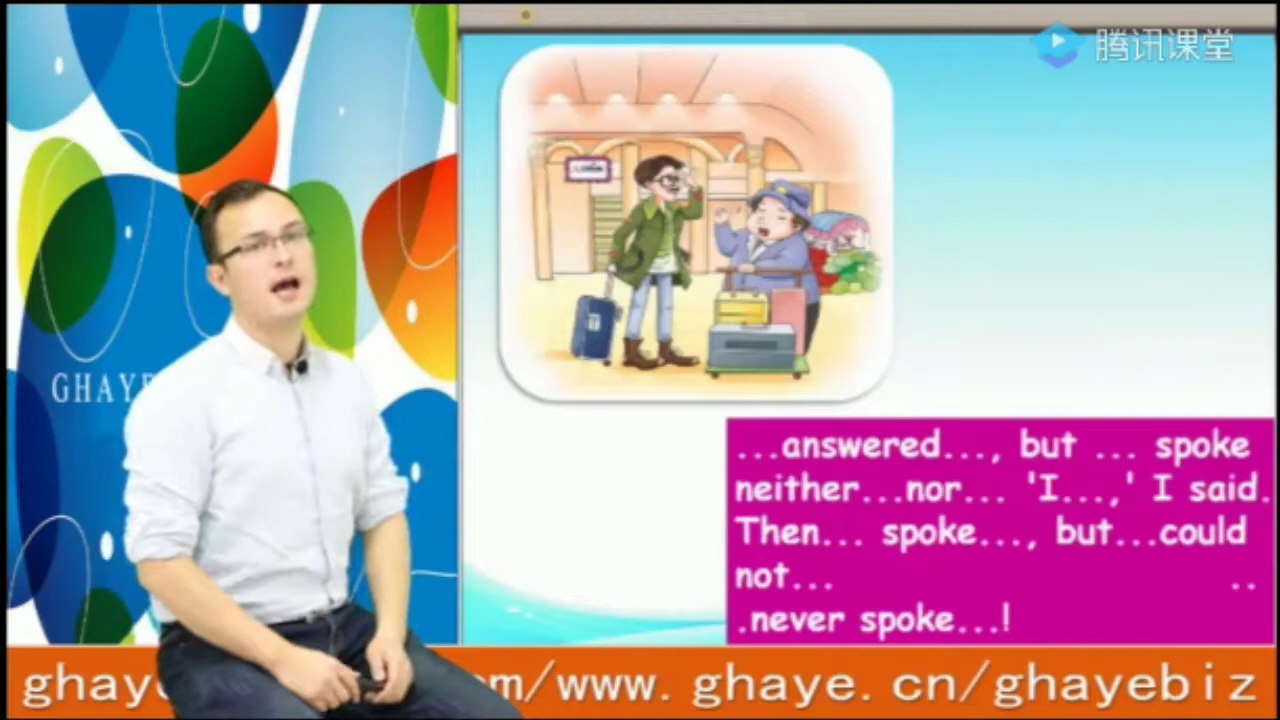 腾讯课堂
GHAYE
...answered..., but ... spoke
neither...nor... 'I...,' I said.
Then... spoke..., but...could
not... ..
.never spoke...!
ghay m/www.ghaye.cn/ghayebiz